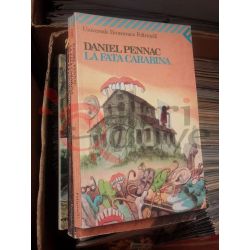 Universale Economica Feltrinelli
DANIEL PENNAC
LA FATA CARABINA